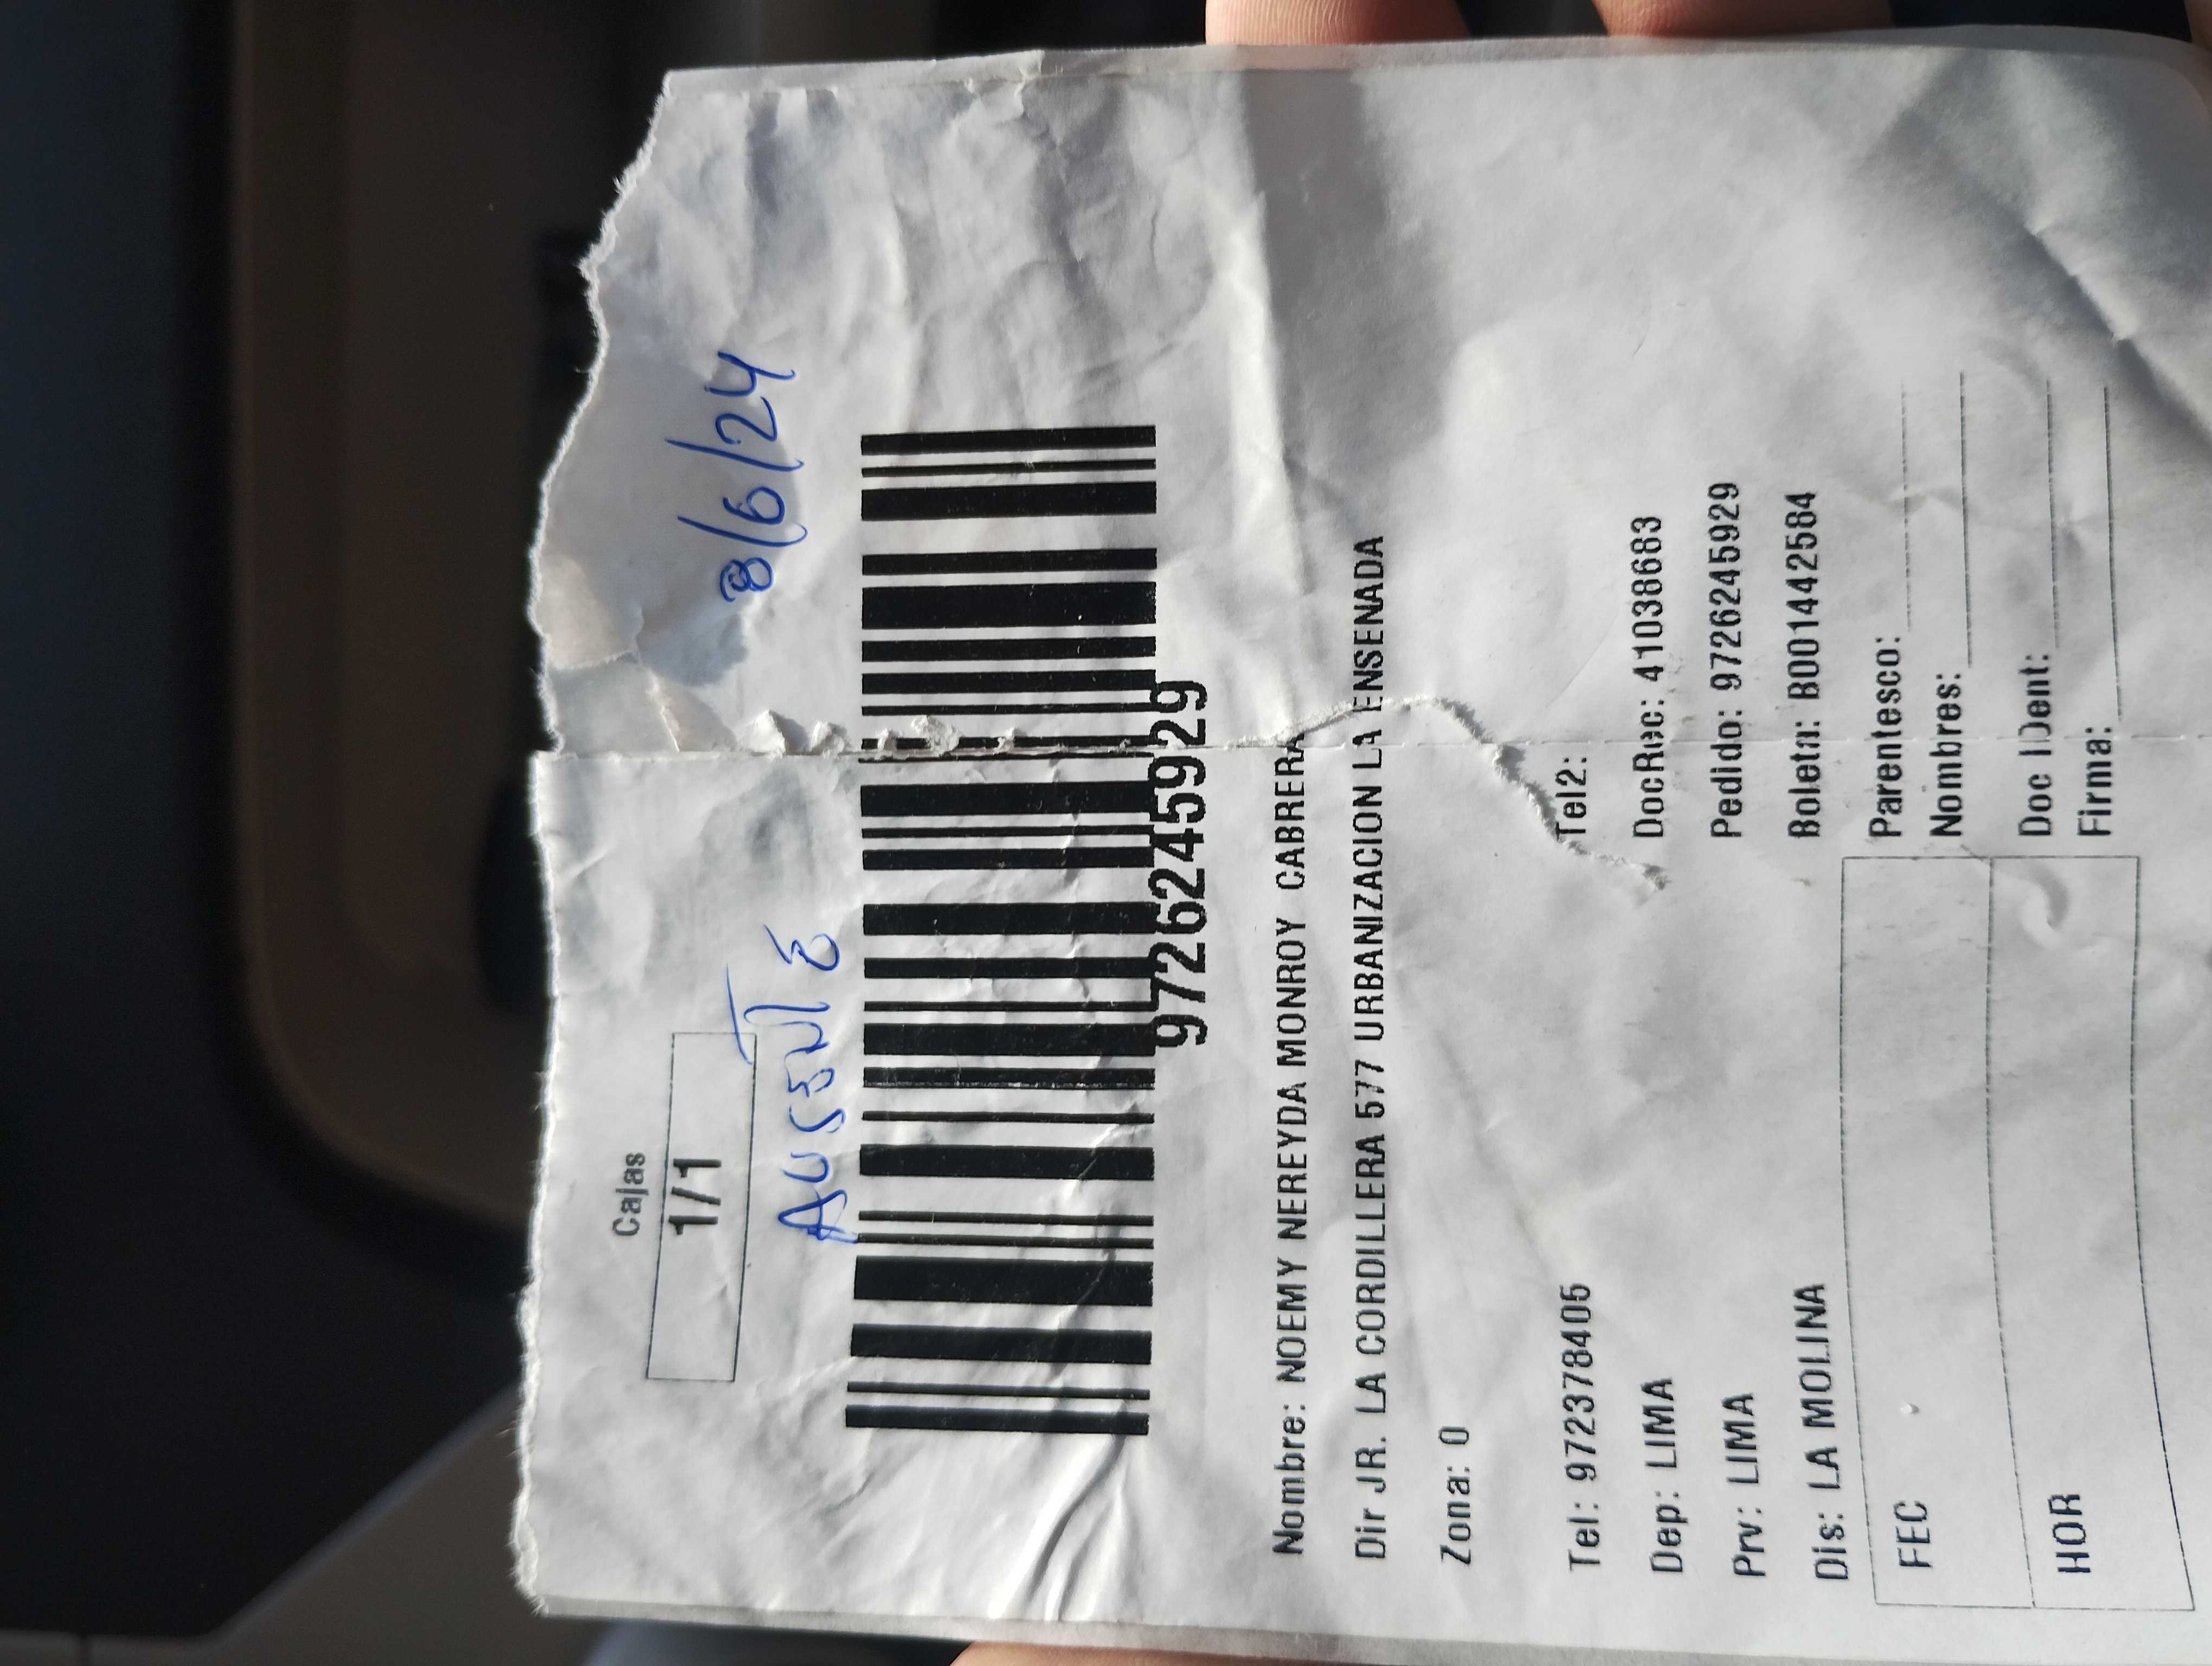 Cajas
1/1
8/6/24
AUSENTE
9726245929
Nombre: NOEMY NEREYDA MONROY CABRERA
Dir JR. LA CORDILLERA 577 URBANIZACION LA ENSENADA
Zona: 0
Tel: 972378405 Tel2:
Dep: LIMA DocRec: 41038683
Prv: LIMA Pedido: 9726245929
Dis: LA MOLINA Boleta: B001442584
FEC Parentesco:
Nombres:
HOR Doc IDent:
Firma: